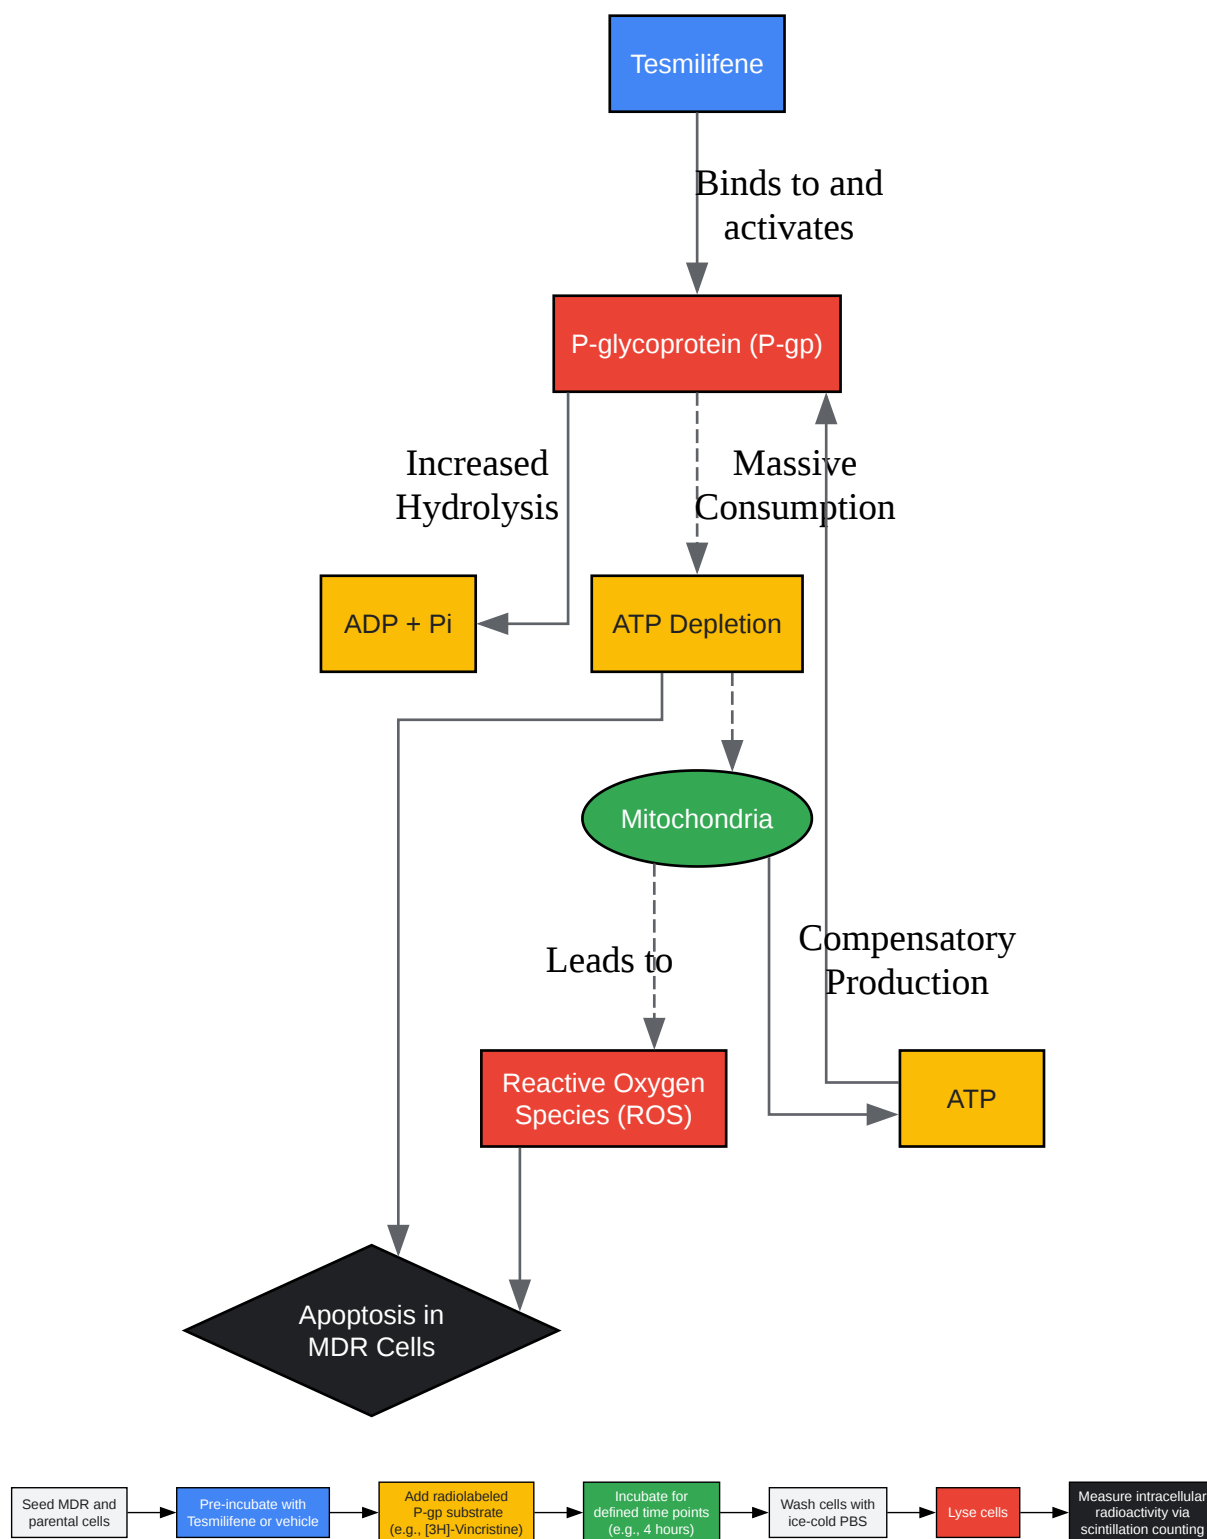 Tesmilifene
Binds to and
activates
P-glycoprotein (P-gp)
Increased
Hydrolysis
Massive
Consumption
ADP + Pi
ATP Depletion
Mitochondria
Leads to
Compensatory
Production
Reactive Oxygen
Species (ROS)
ATP
Apoptosis in
MDR Cells
Seed MDR and
parental cells
Pre-incubate with
Tesmilifene or vehicle
Add radiolabeled
P-gp substrate
(e.g., [3H]-Vincristine)
Incubate for
defined time points
(e.g., 4 hours)
Wash cells with
ice-cold PBS
Lyse cells
Measure intracellular
radioactivity via
scintillation counting